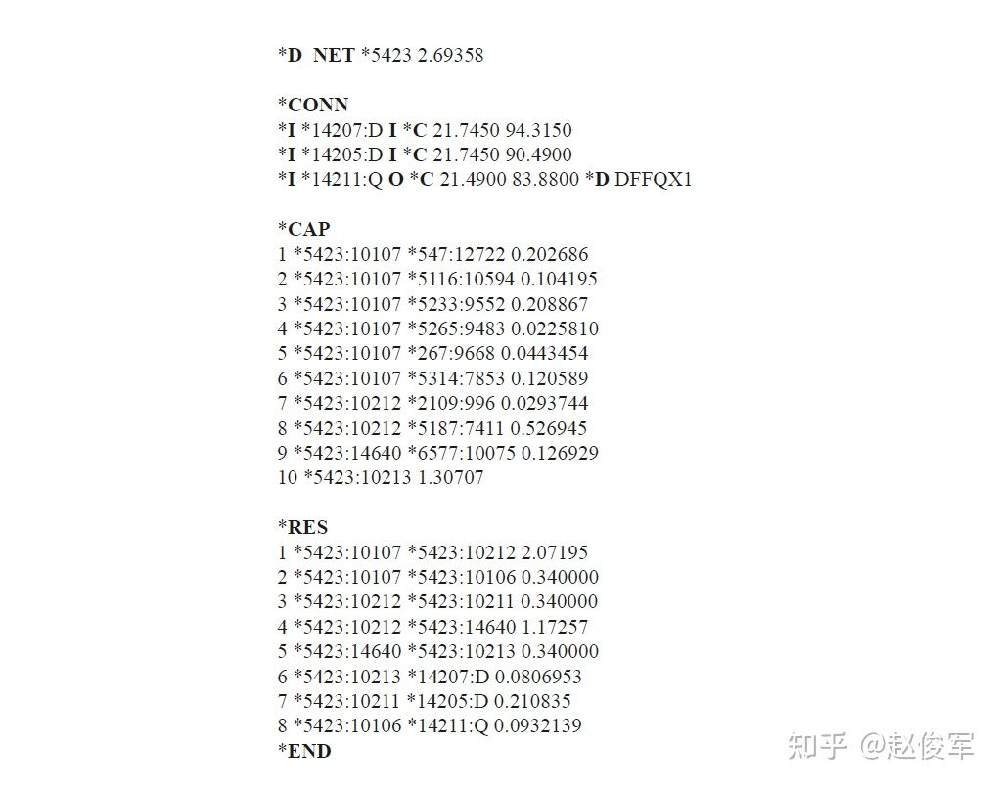 *D_NET *5423 2.69358
*CONN
*I *14207:D I *C 21.7450 94.3150
*I *14205:D I *C 21.7450 90.4900
*I *14211:Q O *C 21.4900 83.8800 *D DFFQX1
*CAP
1 *5423:10107 *547:12722 0.202686
2 *5423:10107 *5116:10594 0.104195
3 *5423:10107 *5233:9552 0.208867
4 *5423:10107 *5265:9483 0.0225810
5 *5423:10107 *267:9668 0.0443454
6 *5423:10107 *5314:7853 0.120589
7 *5423:10212 *2109:996 0.0293744
8 *5423:10212 *5187:7411 0.526945
9 *5423:14640 *6577:10075 0.126929
10 *5423:10213 1.30707
*RES
1 *5423:10107 *5423:10212 2.07195
2 *5423:10107 *5423:10106 0.340000
3 *5423:10212 *5423:10211 0.340000
4 *5423:10212 *5423:14640 1.17257
5 *5423:14640 *5423:10213 0.340000
6 *5423:10213 *14207:D 0.0806953
7 *5423:10211 *14205:D 0.210835
8 *5423:10106 *14211:Q 0.0932139
*END
知乎 @赵俊军